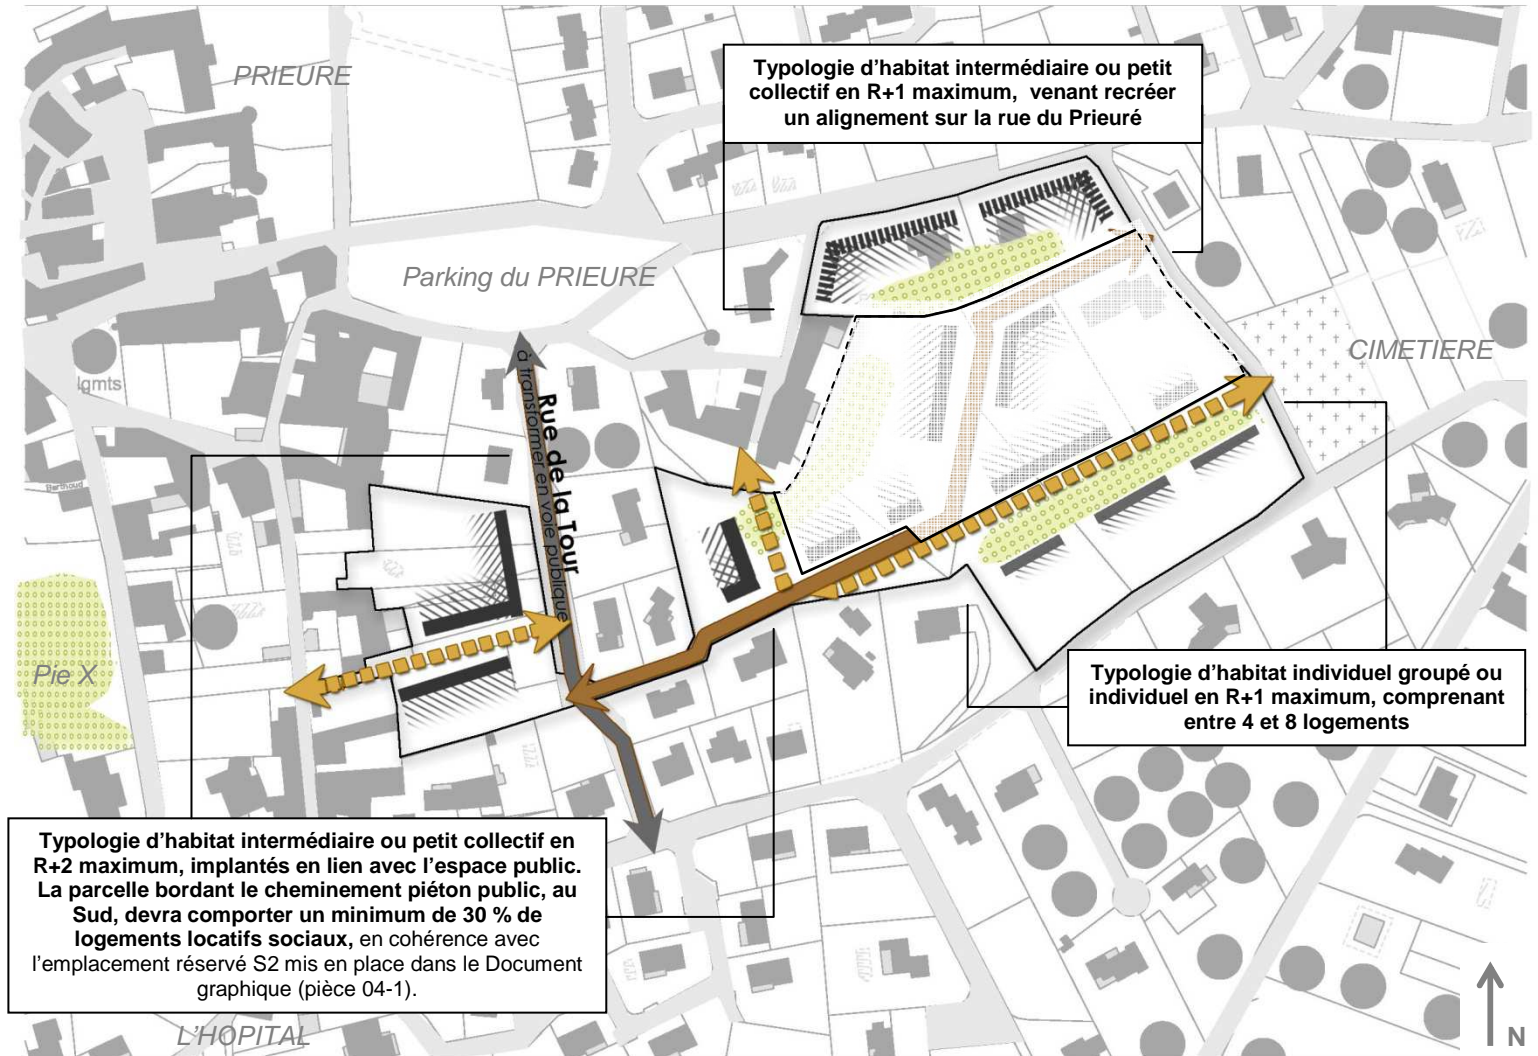 PRIEURE
Typologie d'habitat intermédiaire ou petit
collectif en R+1 maximum, venant recréer
un alignement sur la rue du Prieuré
Parking du PRIEURE
CIMETIERE
lgmts
Rue de la Tour
à transformer en voie publique
Berthoud
Pie X
Typologie d'habitat individuel groupé ou
individuel en R+1 maximum, comprenant
entre 4 et 8 logements
Typologie d'habitat intermédiaire ou petit collectif en
R+2 maximum, implantés en lien avec l'espace public.
La parcelle bordant le cheminement piéton public, au
Sud, devra comporter un minimum de 30 % de
logements locatifs sociaux, en cohérence avec
l'emplacement réservé S2 mis en place dans le Document
graphique (pièce 04-1).
L'HOPITAL
N